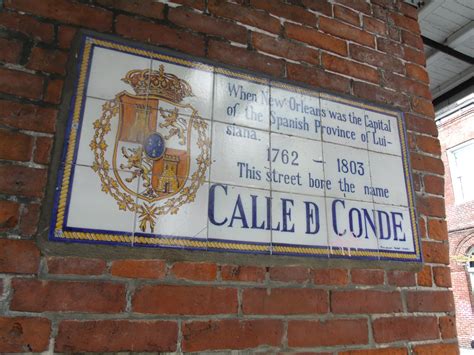 When New Orleans was the Capital
of the Spanish Province of Lui-
siana.
1762 - 1803
This street bore the name
CALLE D CONDE